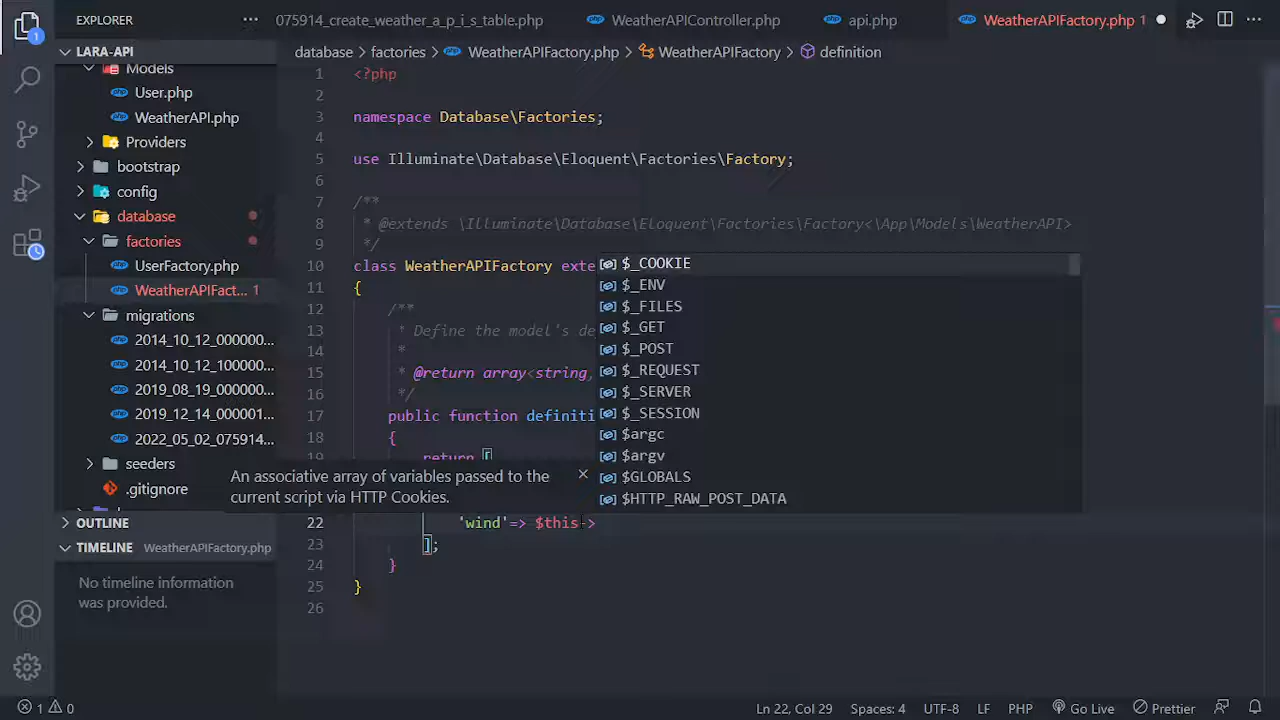 EXPLORER
075914_create_weather_a_p_i_s_table.php
WeatherAPIController.php
api.php
WeatherAPIFactory.php 1
LARA-API
database > factories > WeatherAPIFactory.php > WeatherAPIFactory > definition
Models
User.php
WeatherAPI.php
Providers
bootstrap
config
database
factories
UserFactory.php
WeatherAPIFact... 1
migrations
2014_10_12_000000...
2014_10_12_100000...
2019_08_19_000000...
2019_12_14_000001...
2022_05_02_075914...
seeders
.gitignore
OUTLINE
TIMELINE WeatherAPIFactory.php
No timeline information
was provided.
1 <?php
2
3 namespace Database\Factories;
4
5 use Illuminate\Database\Eloquent\Factories\Factory;
6
7 /**
8 * @extends \Illuminate\Database\Eloquent\Factories\Factory<\App\Models\WeatherAPI>
9 */
10 class WeatherAPIFactory exte
11 {
12 /**
13 * Define the model's de
14 *
15 * @return array<string,
16 */
17 public function definiti
18 {
19 return [
22 'wind'=> $this->
23 ];
24 }
25 }
26
$_COOKIE
$_ENV
$_FILES
$_GET
$_POST
$_REQUEST
$_SERVER
$_SESSION
$argc
$argv
$GLOBALS
$HTTP_RAW_POST_DATA
An associative array of variables passed to the
current script via HTTP Cookies.
1 0
Ln 22, Col 29 Spaces: 4 UTF-8 LF PHP Go Live Prettier